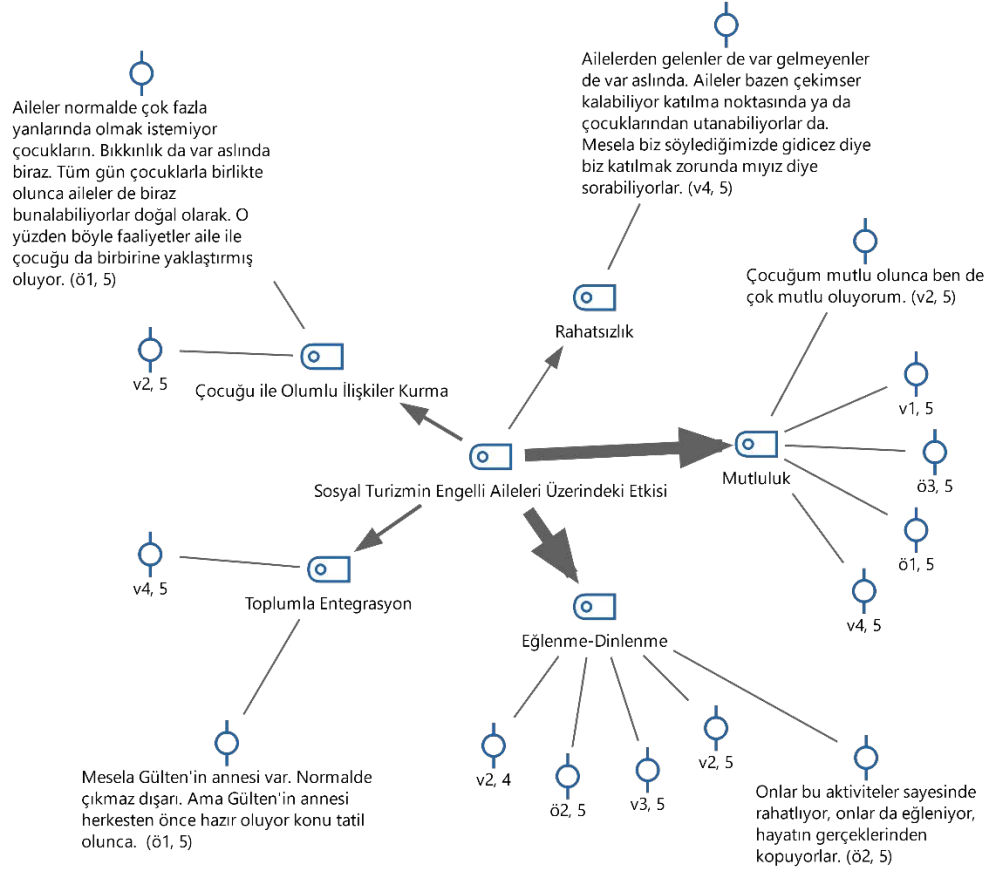 Ailelerden gelenler de var gelmeyenler
de var aslında. Aileler bazen çekimser
kalabiliyor katılma noktasında ya da
çocuklarından utanabiliyorlar da.
Mesela biz söylediğimizde gidicez diye
biz katılmak zorunda mıyız diye
sorabiliyorlar. (v4, 5)
Aileler normalde çok fazla
yanlarında olmak istemiyor
çocukların. Bıkkınlık da var aslında
biraz. Tüm gün çocuklarla birlikte
olunca aileler de biraz
bunalabiliyorlar doğal olarak. O
yüzden böyle faaliyetler aile ile
çocuğu da birbirine yaklaştırmış
oluyor. (ö1, 5)
Çocuğum mutlu olunca ben de
çok mutlu oluyorum. (v2, 5)
Rahatsızlık
v2, 5
Çocuğu ile Olumlu İlişkiler Kurma
v1, 5
Mutluluk
ö3, 5
Sosyal Turizmin Engelli Aileleri Üzerindeki Etkisi
ö1, 5
v4, 5
Toplumla Entegrasyon
v4, 5
Eğlenme-Dinlenme
v2, 4
ö2, 5
v3, 5
v2, 5
Mesela Gülten'in annesi var. Normalde
çıkmaz dışarı. Ama Gülten'in annesi
herkesten önce hazır oluyor konu tatil
olunca. (ö1, 5)
Onlar bu aktiviteler sayesinde
rahatlıyor, onlar da eğleniyor,
hayatın gerçeklerinden
kopuyorlar. (ö2, 5)